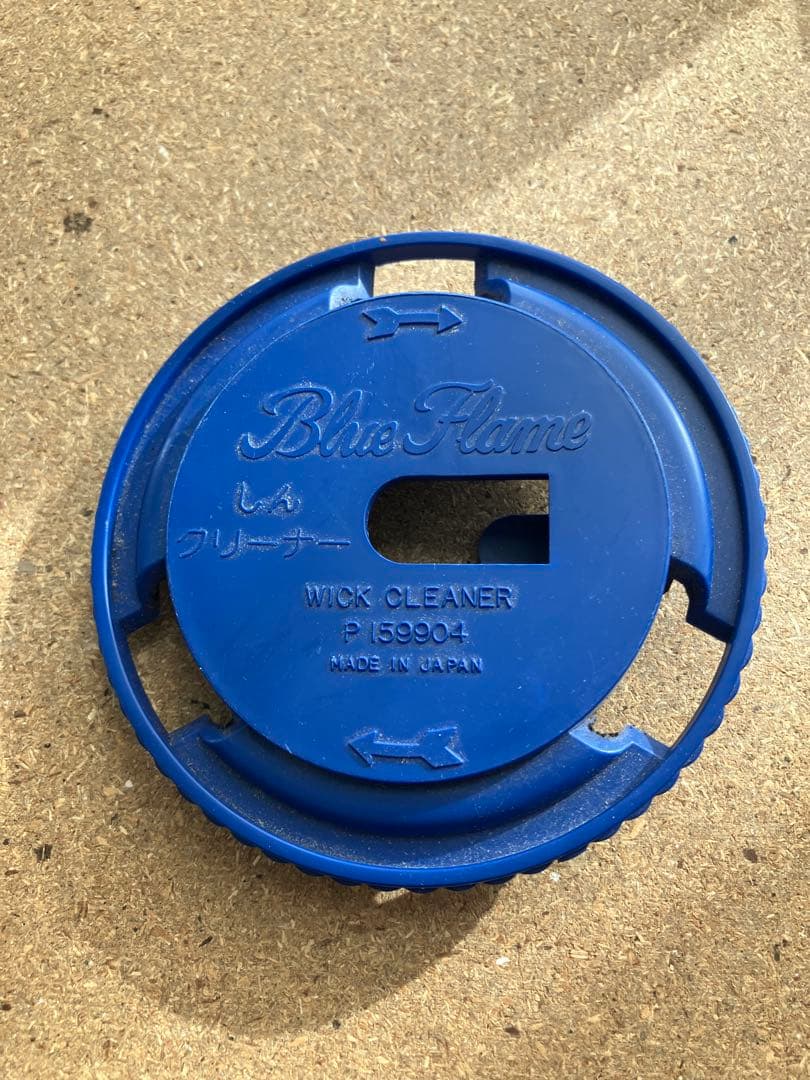 Blue Flame
しん
クリーナー
WICK CLEANER
P 159904
MADE IN JAPAN